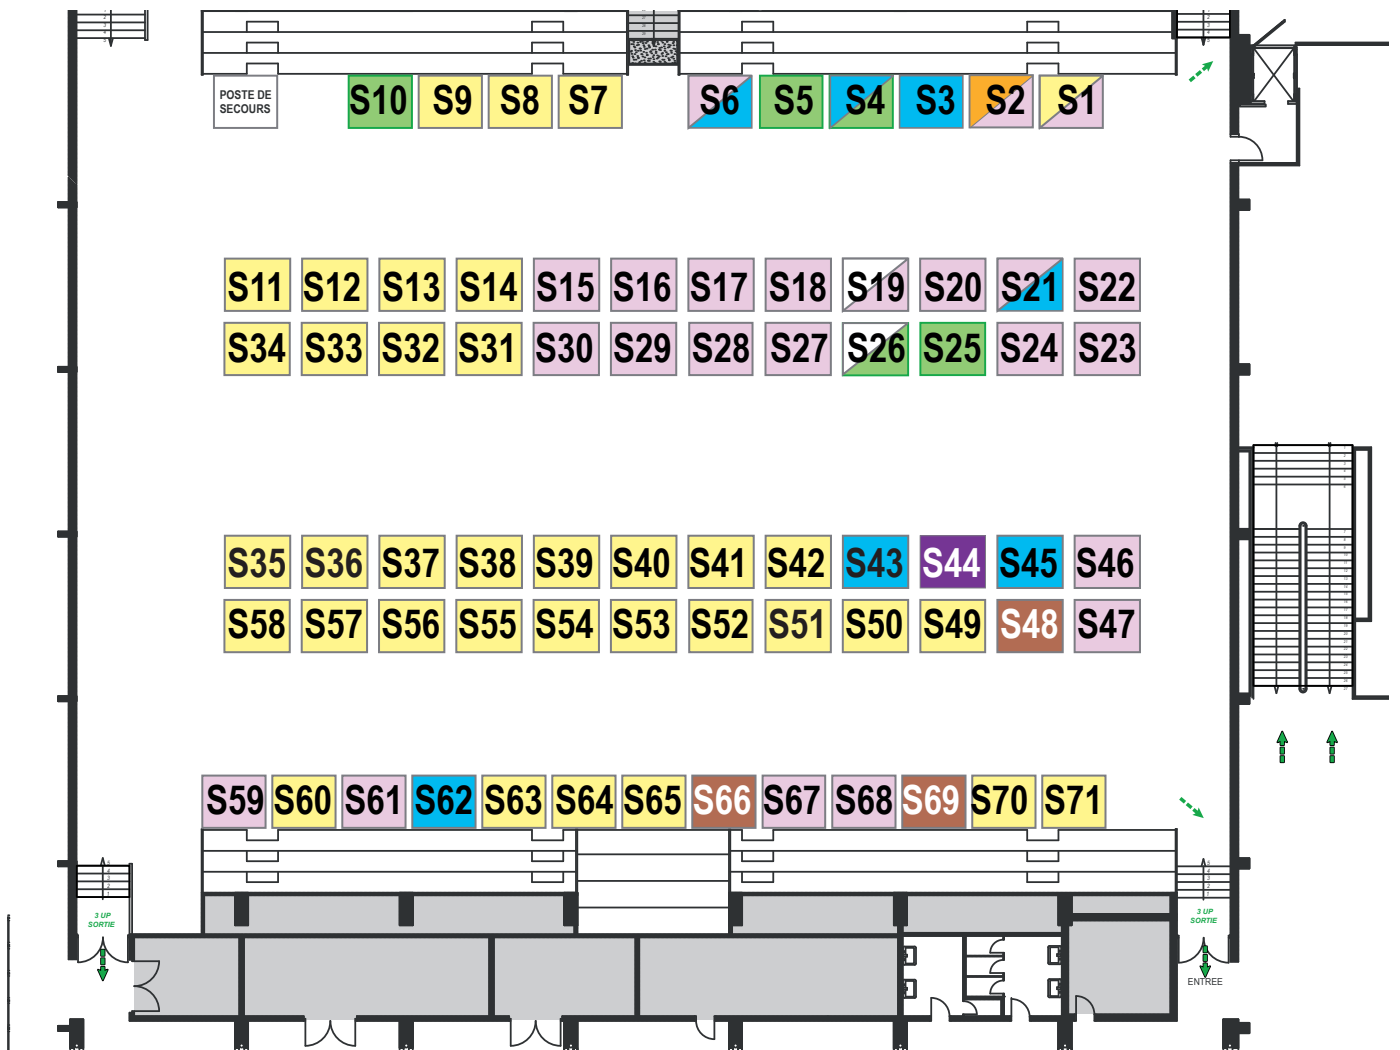 POSTE DE
SECOURS
S10 S9 S8 S7 S6 S5 S4 S3 S2 S1
S11 S12 S13 S14 S15 S16 S17 S18 S19 S20 S21 S22
S34 S33 S32 S31 S30 S29 S28 S27 S26 S25 S24 S23
S35 S36 S37 S38 S39 S40 S41 S42 S43 S44 S45 S46
S58 S57 S56 S55 S54 S53 S52 S51 S50 S49 S48 S47
S59 S60 S61 S62 S63 S64 S65 S66 S67 S68 S69 S70 S71
3 UP
SORTIE
3 UP
SORTIE
ENTREE